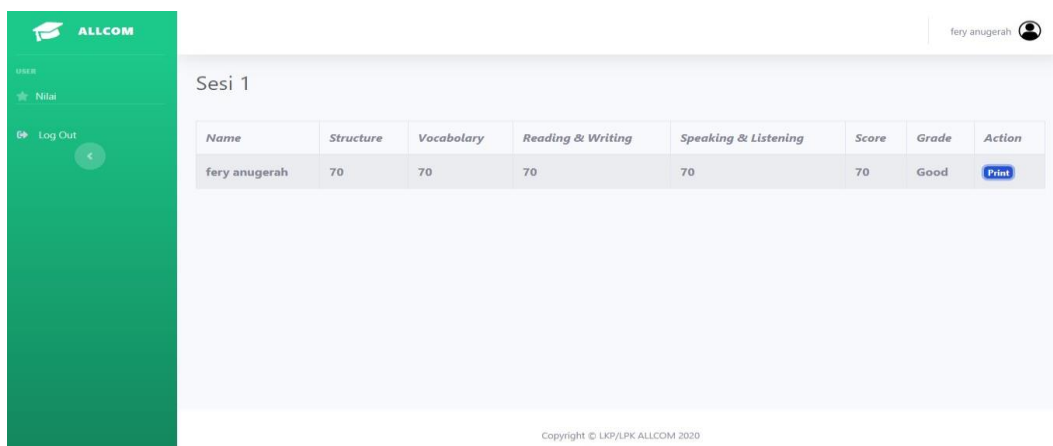 ALLCOM
fery anugerah
USER
Nilai
Log Out
Sesi 1
Name Structure Vocabolary Reading & Writing Speaking & Listening Score Grade Action
fery anugerah 70 70 70 70 70 Good Print
Copyright © LKP/LPK ALLCOM 2020